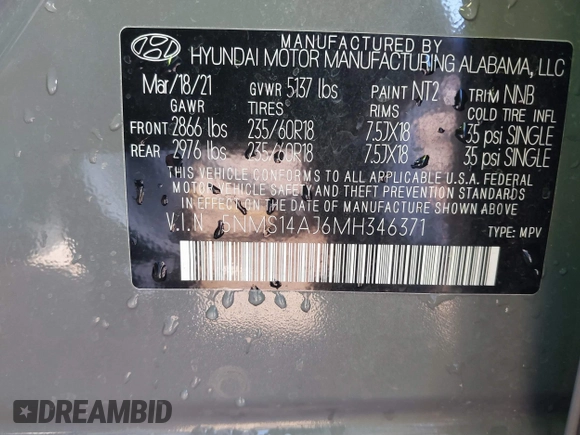 MANUFACTURED BY
HYUNDAI MOTOR MANUFACTURING ALABAMA, LLC
Mar/18/21 GVWR 5137 lbs PAINT NT2 TRIM NNB
GAWR TIRES RIMS COLD TIRE INFL
FRONT 2866 lbs 235/60R18 7.5JX18 35 psi SINGLE
REAR 2976 lbs 235/60R18 7.5JX18 35 psi SINGLE
THIS VEHICLE CONFORMS TO ALL APPLICABLE U.S.A. FEDERAL
MOTOR VEHICLE SAFETY AND THEFT PREVENTION STANDARDS
IN EFFECT ON THE DATE OF MANUFACTURE SHOWN ABOVE.
V.I.N. 5NMS14AJ6MH346371 TYPE: MPV
DREAMBID